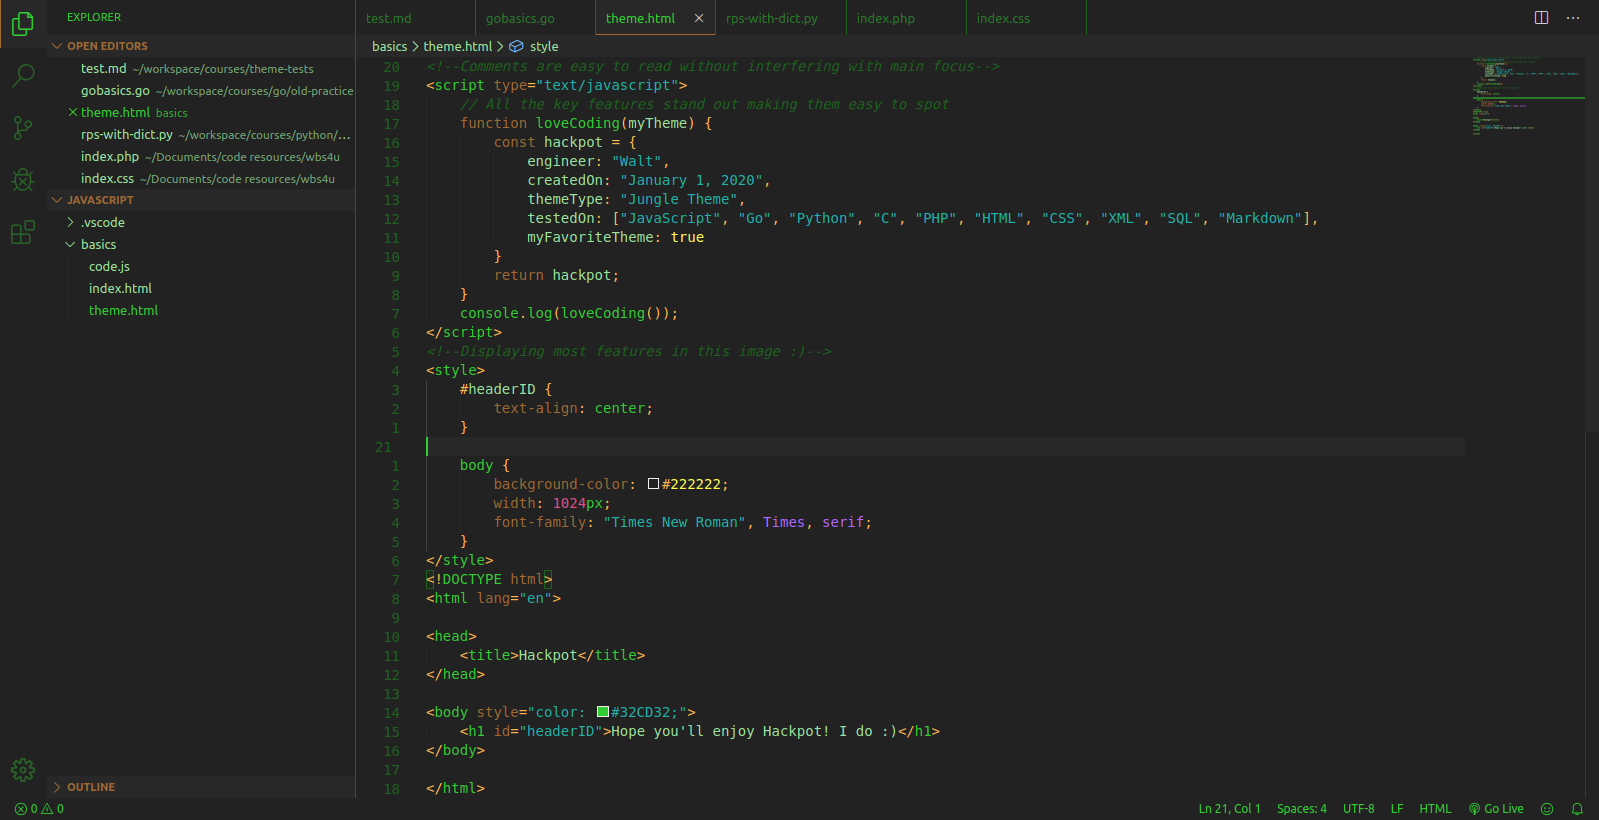 EXPLORER
test.md gobasics.go theme.html × rps-with-dict.py index.php index.css ...
OPEN EDITORS
test.md ~/workspace/courses/theme-tests
gobasics.go ~/workspace/courses/go/old-practice
× theme.html basics
rps-with-dict.py ~/workspace/courses/python/...
index.php ~/Documents/code resources/wbs4u
index.css ~/Documents/code resources/wbs4u
JAVASCRIPT
> .vscode
basics
code.js
index.html
theme.html
OUTLINE
basics > theme.html > style
20 <!--Comments are easy to read without interfering with main focus-->
19 <script type="text/javascript">
18 // All the key features stand out making them easy to spot
17 function loveCoding(myTheme) {
16 const hackpot = {
15 engineer: "Walt",
14 createdOn: "January 1, 2020",
13 themeType: "Jungle Theme",
12 testedOn: ["JavaScript", "Go", "Python", "C", "PHP", "HTML", "CSS", "XML", "SQL", "Markdown"],
11 myFavoriteTheme: true
10 }
9 return hackpot;
8 }
7 console.log(loveCoding());
6 </script>
5 <!--Displaying most features in this image :)-->
4 <style>
3 #headerID {
2 text-align: center;
1 }
21
1 body {
2 background-color: #222222;
3 width: 1024px;
4 font-family: "Times New Roman", Times, serif;
5 }
6 </style>
7 <!DOCTYPE html>
8 <html lang="en">
9
10 <head>
11 <title>Hackpot</title>
12 </head>
13
14 <body style="color: #32CD32;">
15 <h1 id="headerID">Hope you'll enjoy Hackpot! I do :)</h1>
16 </body>
17
18 </html>
0 0 Ln 21, Col 1 Spaces: 4 UTF-8 LF HTML Go Live